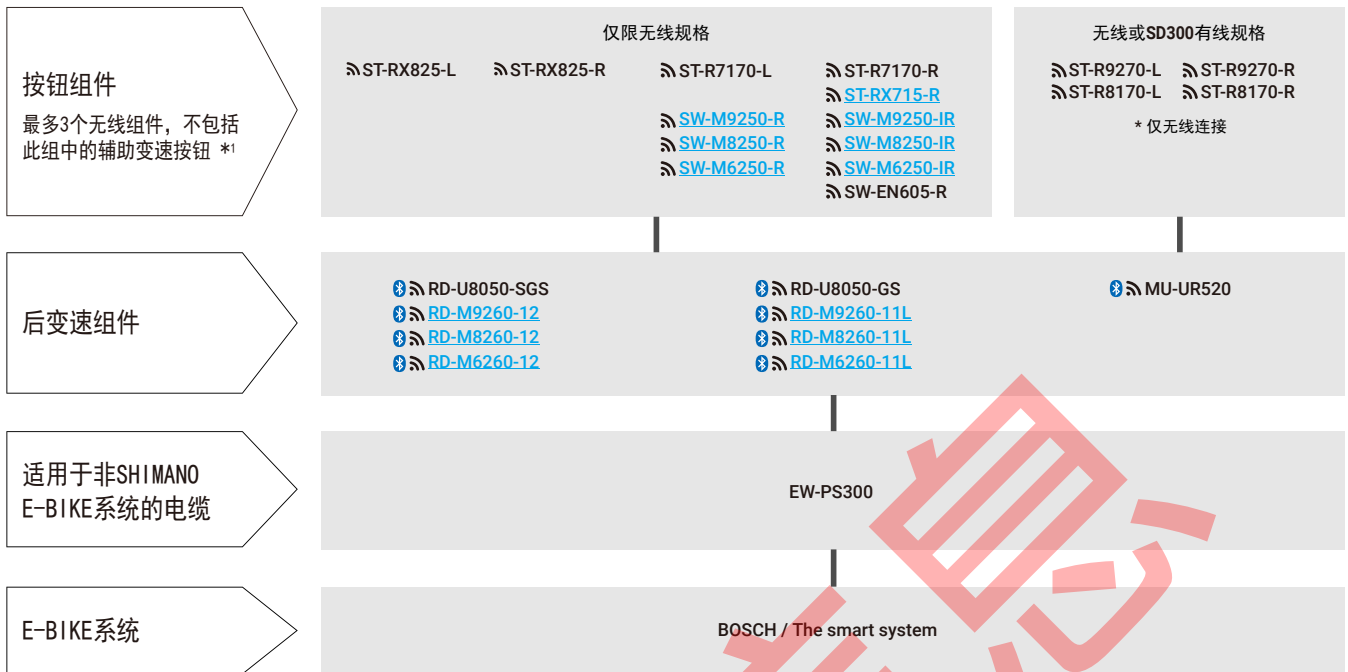 按钮组件
最多3个无线组件，不包括
此组中的辅助变速按钮 *1
仅限无线规格
ST-RX825-L ST-RX825-R ST-R7170-L ST-R7170-R
ST-RX715-R
SW-M9250-R SW-M9250-IR
SW-M8250-R SW-M8250-IR
SW-M6250-R SW-M6250-IR
SW-EN605-R
无线或SD300有线规格
ST-R9270-L ST-R9270-R
ST-R8170-L ST-R8170-R
* 仅无线连接
后变速组件
RD-U8050-SGS RD-U8050-GS MU-UR520
RD-M9260-12 RD-M9260-11L
RD-M8260-12 RD-M8260-11L
RD-M6260-12 RD-M6260-11L
适用于非SHIMANO
E-BIKE系统的电缆
EW-PS300
E-BIKE系统
BOSCH / The smart system